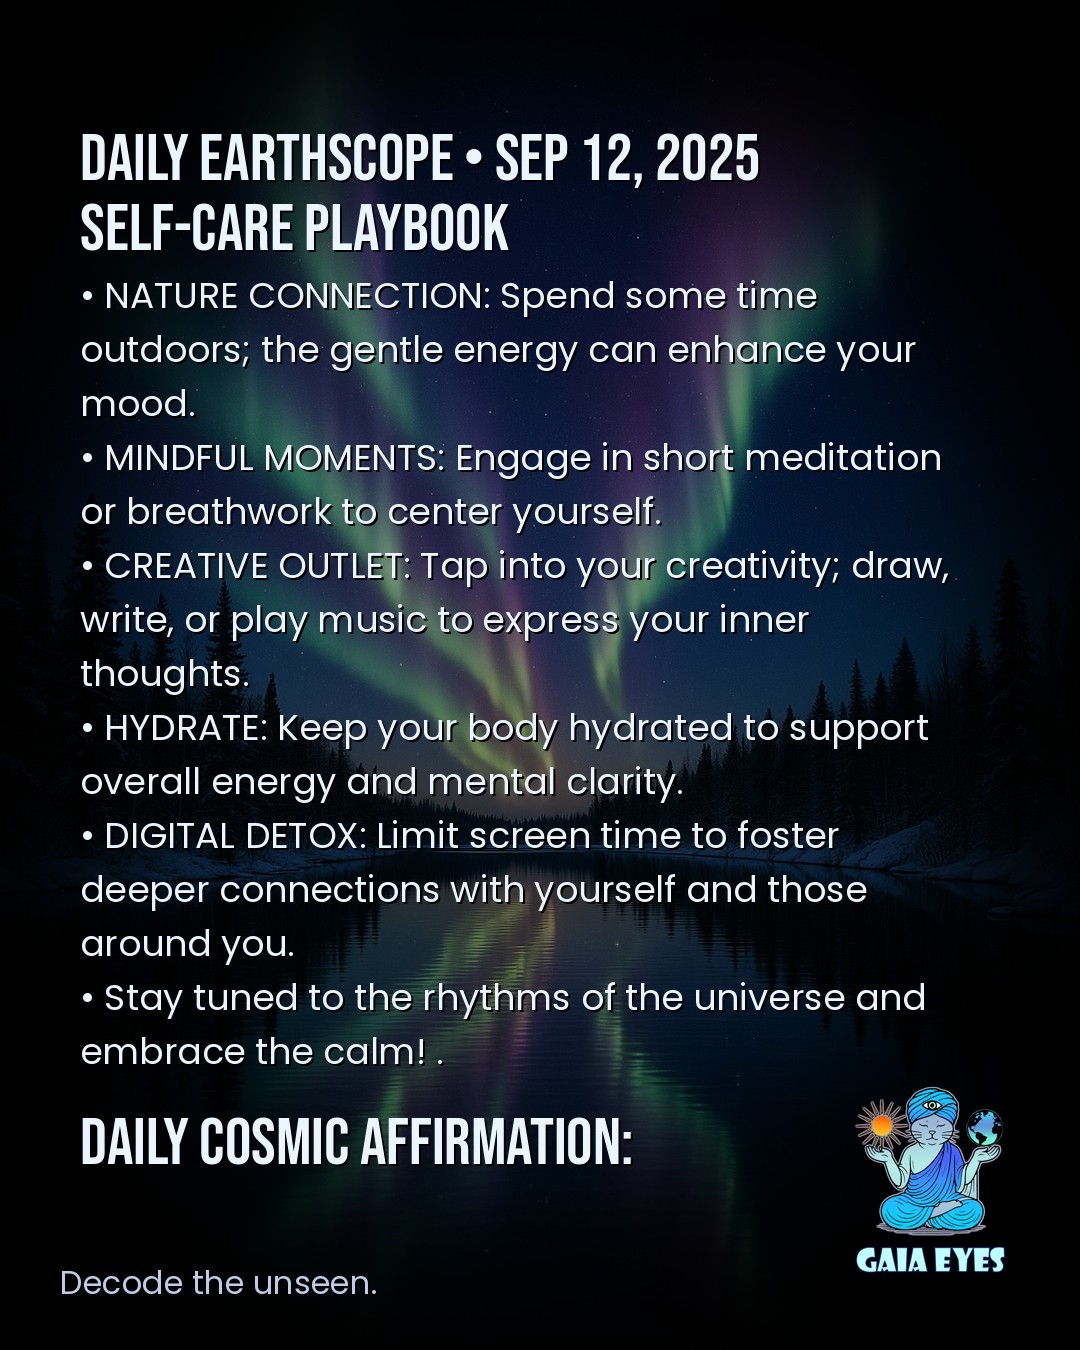 DAILY EARTHSCOPE • SEP 12, 2025
SELF-CARE PLAYBOOK
• NATURE CONNECTION: Spend some time
outdoors; the gentle energy can enhance your
mood.
• MINDFUL MOMENTS: Engage in short meditation
or breathwork to center yourself.
• CREATIVE OUTLET: Tap into your creativity; draw,
write, or play music to express your inner
thoughts.
• HYDRATE: Keep your body hydrated to support
overall energy and mental clarity.
• DIGITAL DETOX: Limit screen time to foster
deeper connections with yourself and those
around you.
• Stay tuned to the rhythms of the universe and
embrace the calm! .
DAILY COSMIC AFFIRMATION:
GAIA EYES
Decode the unseen.